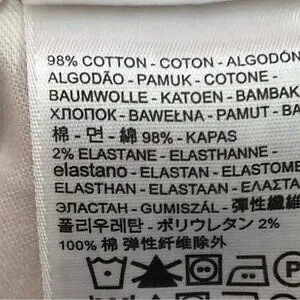 98% COTTON - COTON - ALGODÓN
ALGODÃO - PAMUK - COTONE -
BAUMWOLLE - KATOEN - BAMBAK
ХЛОПОК - BAWEŁNA - PAMUT - BA
棉 - 면 - 綿 98% - KAPAS
2% ELASTANE - ELASTHANNE -
elastano - ELASTAN - ELASTOME
ELASTHAN - ELASTAAN - ΕΛΑΣΤΑ
ЭЛАСТАН - GUMISZÁL - 弹性纖維
폴리우레탄 - ポリウレタン 2%
100% 棉 弹性纤维除外